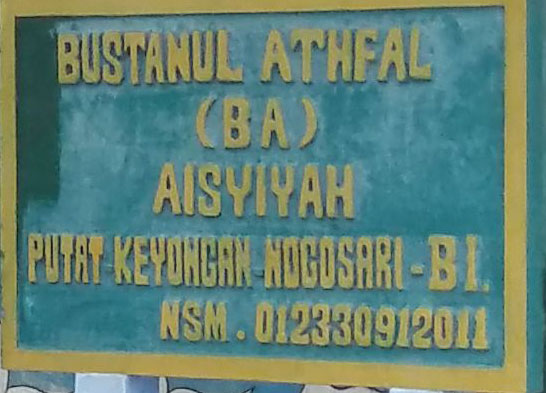 BUSTANUL ATHFAL
(BA)
AISYIYAH
PUTAT-KEYONGAN-NOGOSARI-BI.
NSM. 012330912011